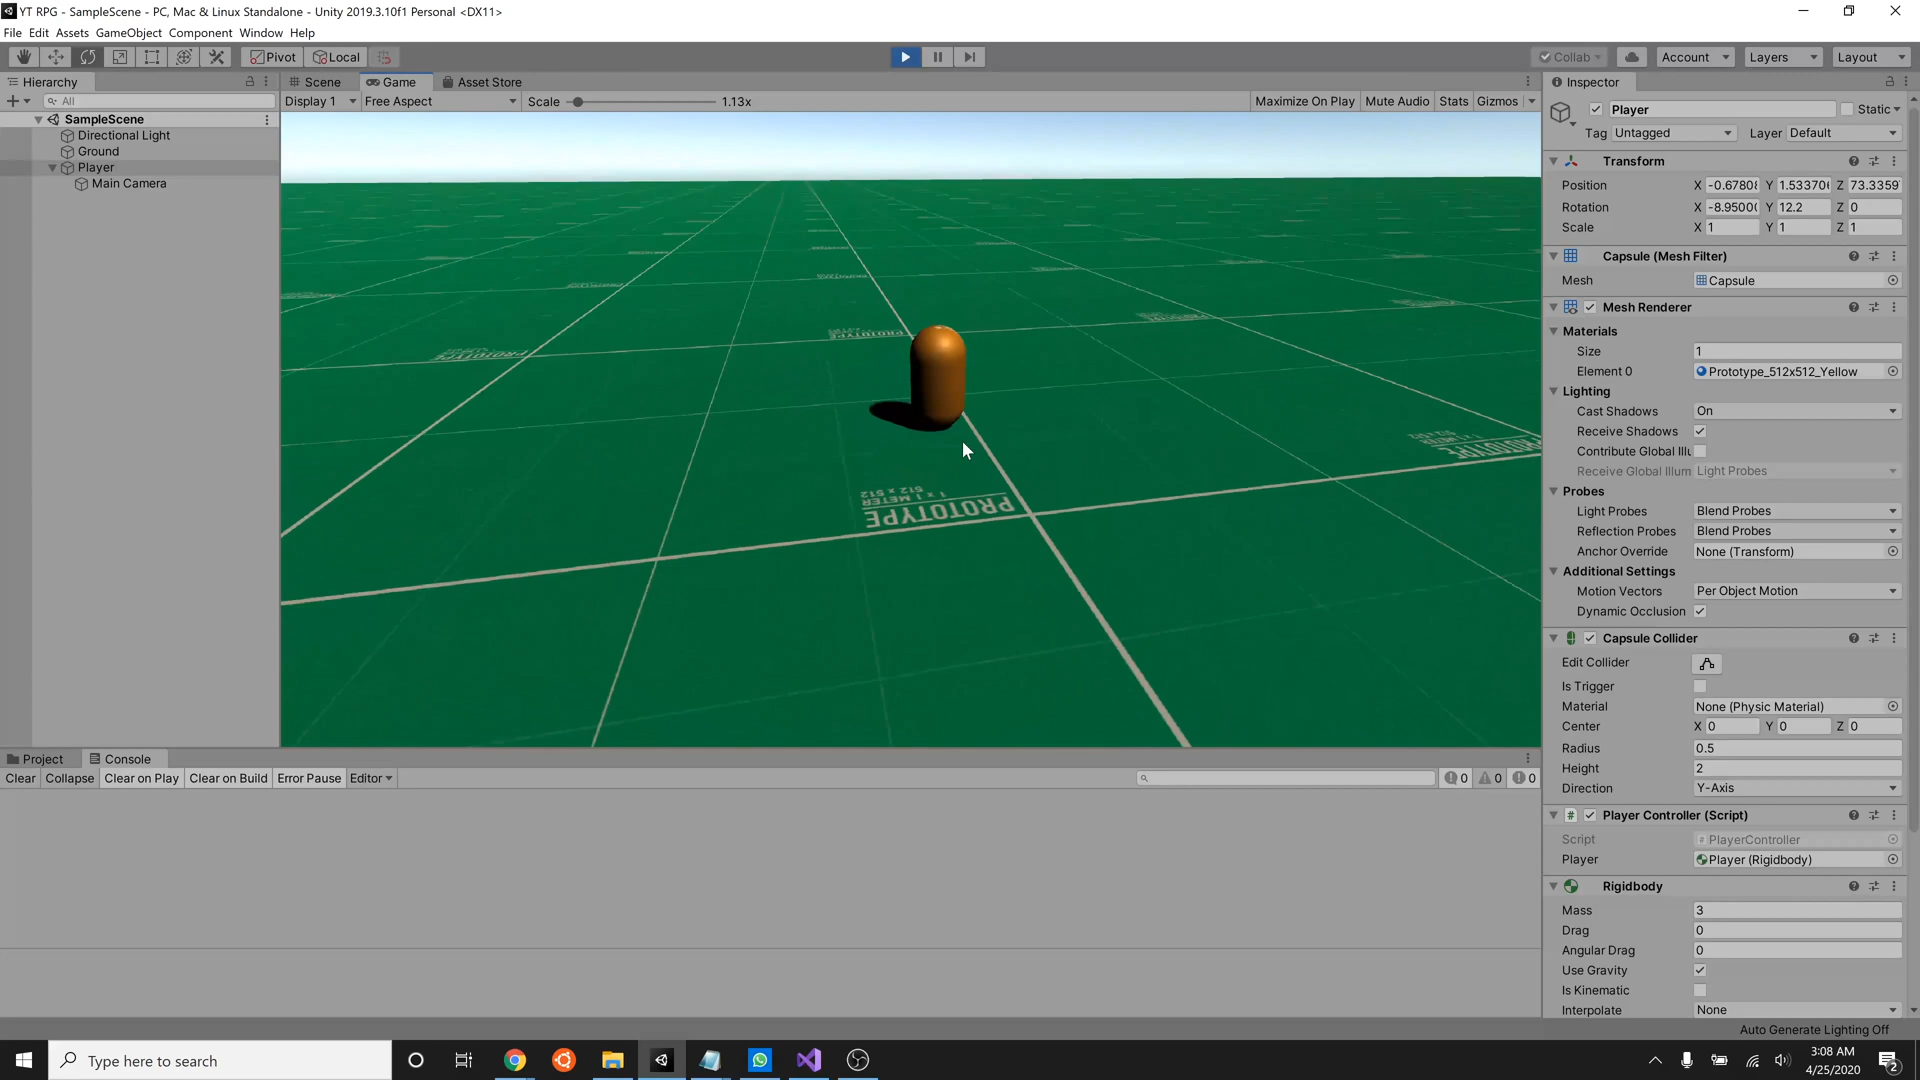 YT RPG - SampleScene - PC, Mac & Linux Standalone - Unity 2019.3.10f1 Personal <DX11>
File Edit Assets GameObject Component Window Help
Pivot Local Collab Account Layers Layout
Hierarchy Scene Game Asset Store Inspector
All Display 1 Free Aspect Scale 1.13x Maximize On Play Mute Audio Stats Gizmos
SampleScene
Directional Light
Ground
Player
Main Camera
PROTOTYPE
1 x 1 METER
512 x 512
Player Static
Tag Untagged Layer Default
Transform
Position X -0.6780 Y 1.53370 Z 73.3359
Rotation X -8.9500 Y 12.2 Z 0
Scale X 1 Y 1 Z 1
Capsule (Mesh Filter)
Mesh Capsule
Mesh Renderer
Materials
Size 1
Element 0 Prototype_512x512_Yellow
Lighting
Cast Shadows On
Receive Shadows
Contribute Global Illu
Receive Global Illum Light Probes
Probes
Light Probes Blend Probes
Reflection Probes Blend Probes
Anchor Override None (Transform)
Additional Settings
Motion Vectors Per Object Motion
Dynamic Occlusion
Capsule Collider
Edit Collider
Is Trigger
Material None (Physic Material)
Center X 0 Y 0 Z 0
Radius 0.5
Height 2
Direction Y-Axis
Player Controller (Script)
Script PlayerController
Player Player (Rigidbody)
Rigidbody
Mass 3
Drag 0
Angular Drag 0
Use Gravity
Is Kinematic
Interpolate None
Project Console
Clear Collapse Clear on Play Clear on Build Error Pause Editor 0 0 0
Auto Generate Lighting Off
Type here to search
3:08 AM
4/25/2020
2